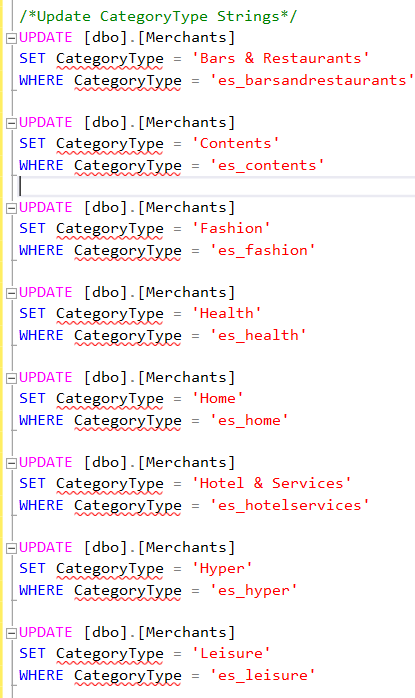 /*Update CategoryType Strings*/
UPDATE [dbo].[Merchants]
SET CategoryType = 'Bars & Restaurants'
WHERE CategoryType = 'es_barsandrestaurants'
UPDATE [dbo].[Merchants]
SET CategoryType = 'Contents'
WHERE CategoryType = 'es_contents'
UPDATE [dbo].[Merchants]
SET CategoryType = 'Fashion'
WHERE CategoryType = 'es_fashion'
UPDATE [dbo].[Merchants]
SET CategoryType = 'Health'
WHERE CategoryType = 'es_health'
UPDATE [dbo].[Merchants]
SET CategoryType = 'Home'
WHERE CategoryType = 'es_home'
UPDATE [dbo].[Merchants]
SET CategoryType = 'Hotel & Services'
WHERE CategoryType = 'es_hotelservices'
UPDATE [dbo].[Merchants]
SET CategoryType = 'Hyper'
WHERE CategoryType = 'es_hyper'
UPDATE [dbo].[Merchants]
SET CategoryType = 'Leisure'
WHERE CategoryType = 'es_leisure'